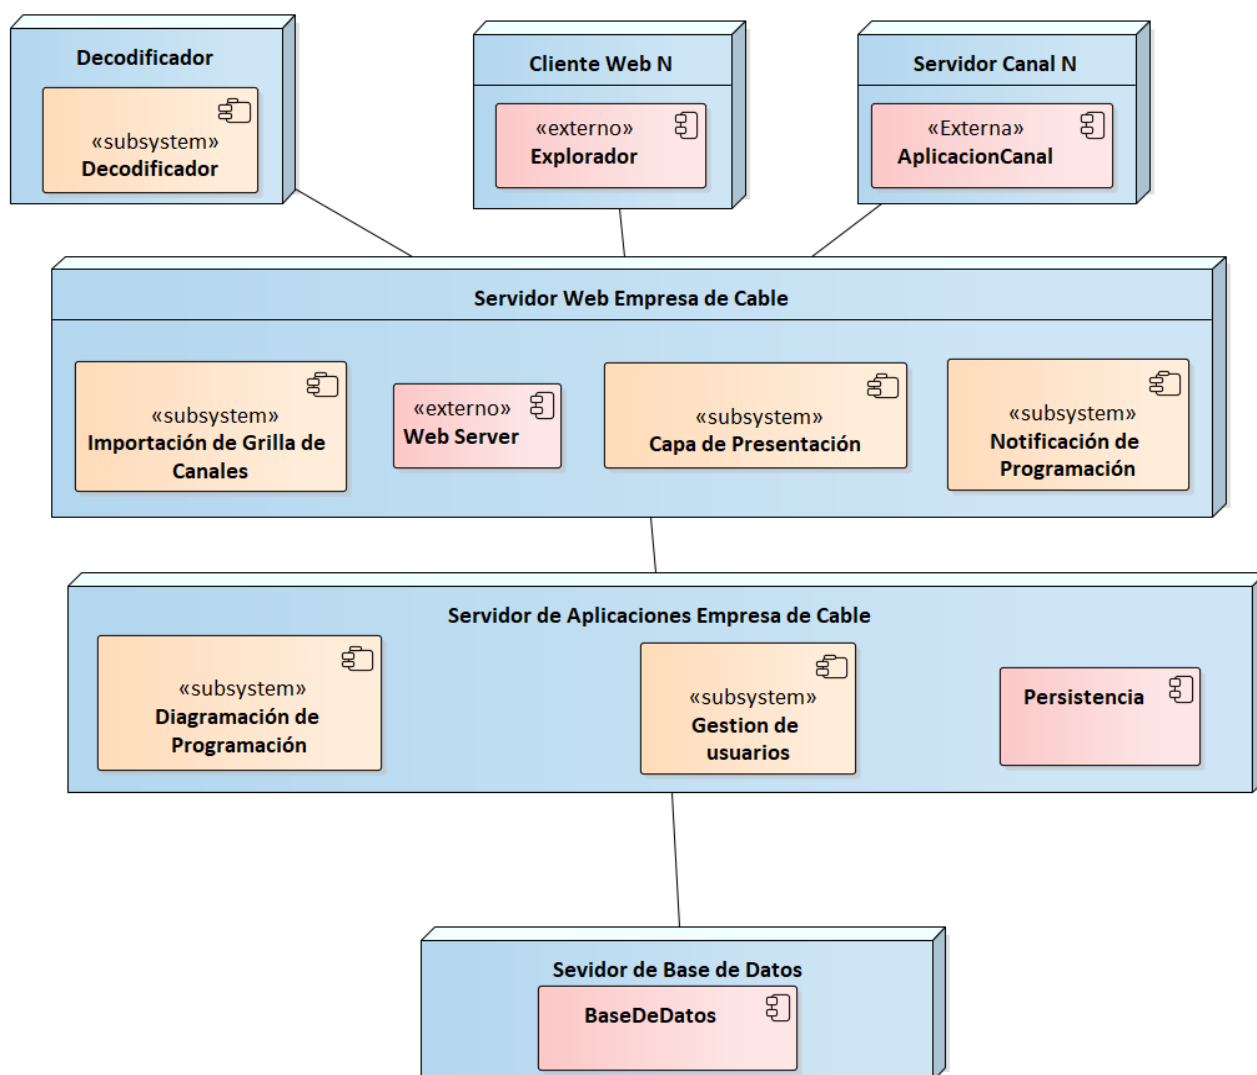 Decodificador
«subsystem»
Decodificador
Cliente Web N
«externo»
Explorador
Servidor Canal N
«Externa»
AplicacionCanal
Servidor Web Empresa de Cable
«subsystem»
Importación de Grilla de
Canales
«externo»
Web Server
«subsystem»
Capa de Presentación
«subsystem»
Notificación de
Programación
Servidor de Aplicaciones Empresa de Cable
«subsystem»
Diagramación de
Programación
«subsystem»
Gestion de
usuarios
Persistencia
Sevidor de Base de Datos
BaseDeDatos